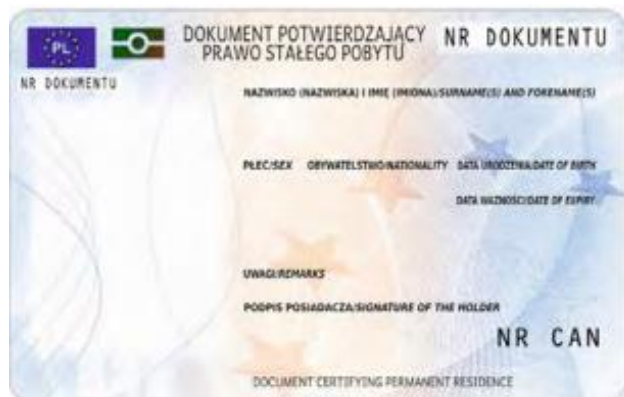 PL
DOKUMENT POTWIERDZAJĄCY
PRAWO STAŁEGO POBYTU
NR DOKUMENTU
NR DOKUMENTU
NAZWISKO (NAZWISKA) I IMIĘ (IMIONA)/SURNAME(S) AND FORENAME(S)
PŁEĆ/SEX OBYWATELSTWO/NATIONALITY DATA URODZENIA/DATE OF BIRTH
DATA WAŻNOŚCI/DATE OF EXPIRY
UWAGI/REMARKS
PODPIS POSIADACZA/SIGNATURE OF THE HOLDER
NR CAN
DOCUMENT CERTIFYING PERMANENT RESIDENCE